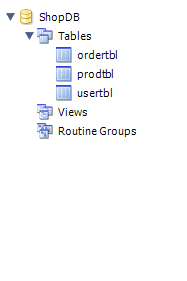 ShopDB
Tables
ordertbl
prodtbl
usertbl
Views
Routine Groups